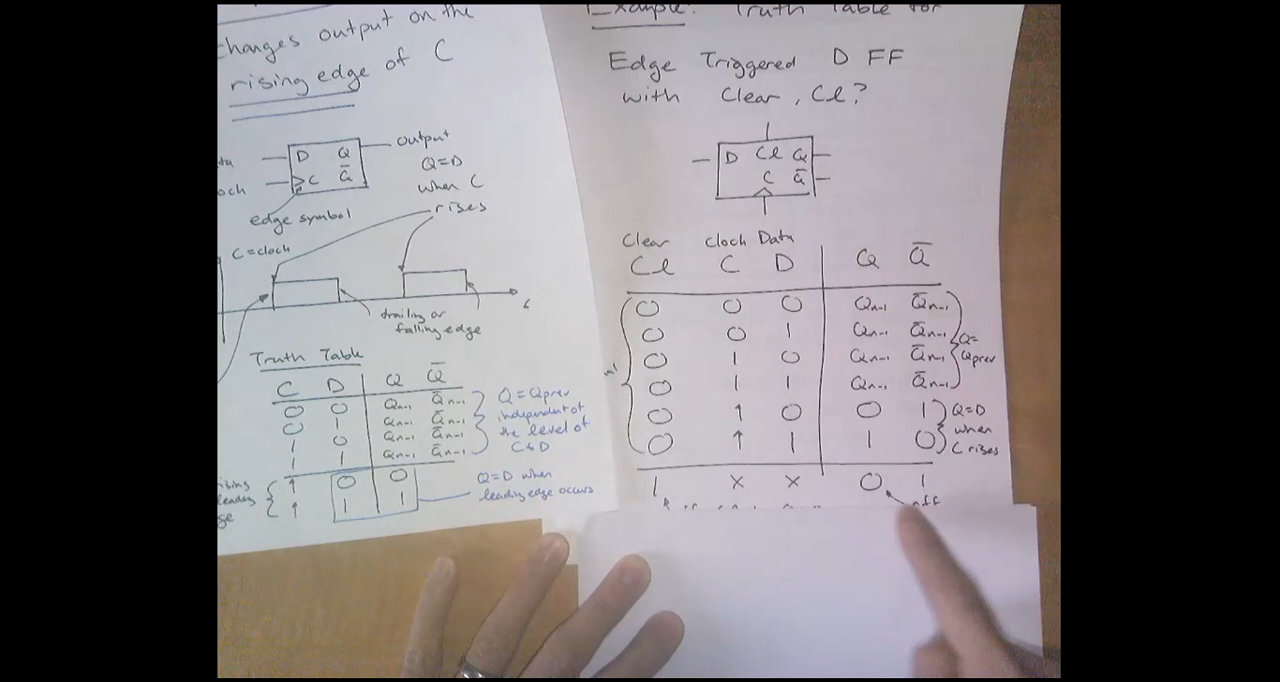 changes output on the
rising edge of C
D Q
C Q̅
output
Q=D
when C
rises
edge symbol
C = clock
t
trailing or
falling edge
Truth Table
C D Q Q̅
0 0 Qn-1 Q̅n-1
0 1 Qn-1 Q̅n-1
1 0 Qn-1 Q̅n-1
1 1 Qn-1 Q̅n-1
Q = Qprev
independent of
the level of
C & D
↑ 0 0
↑ 1 1
Q=D when
leading edge occurs
Example: Truth Table for
Edge Triggered D FF
with Clear, Cl?
D Cl Q
C Q̅
Clear Clock Data
Cl C D Q Q̅
0 0 0 Qn-1 Q̅n-1
0 0 1 Qn-1 Q̅n-1
0 1 0 Qn-1 Q̅n-1
0 1 1 Qn-1 Q̅n-1
0 ↑ 0 0 1
0 ↑ 1 1 0
Q=
Qprev
Q=D
when
C rises
1 x x 0 1
off